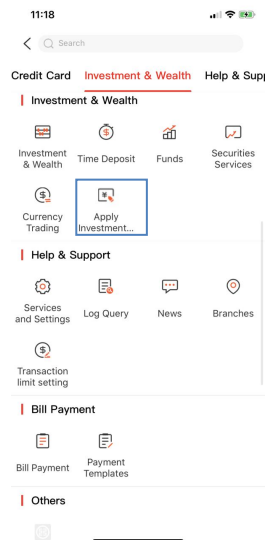 11:18
Search
Credit Card Investment & Wealth Help & Supp
Investment & Wealth
Investment
& Wealth
Time Deposit
Funds
Securities
Services
Currency
Trading
Apply
Investment...
Help & Support
Services
and Settings
Log Query
News
Branches
Transaction
limit setting
Bill Payment
Bill Payment
Payment
Templates
Others